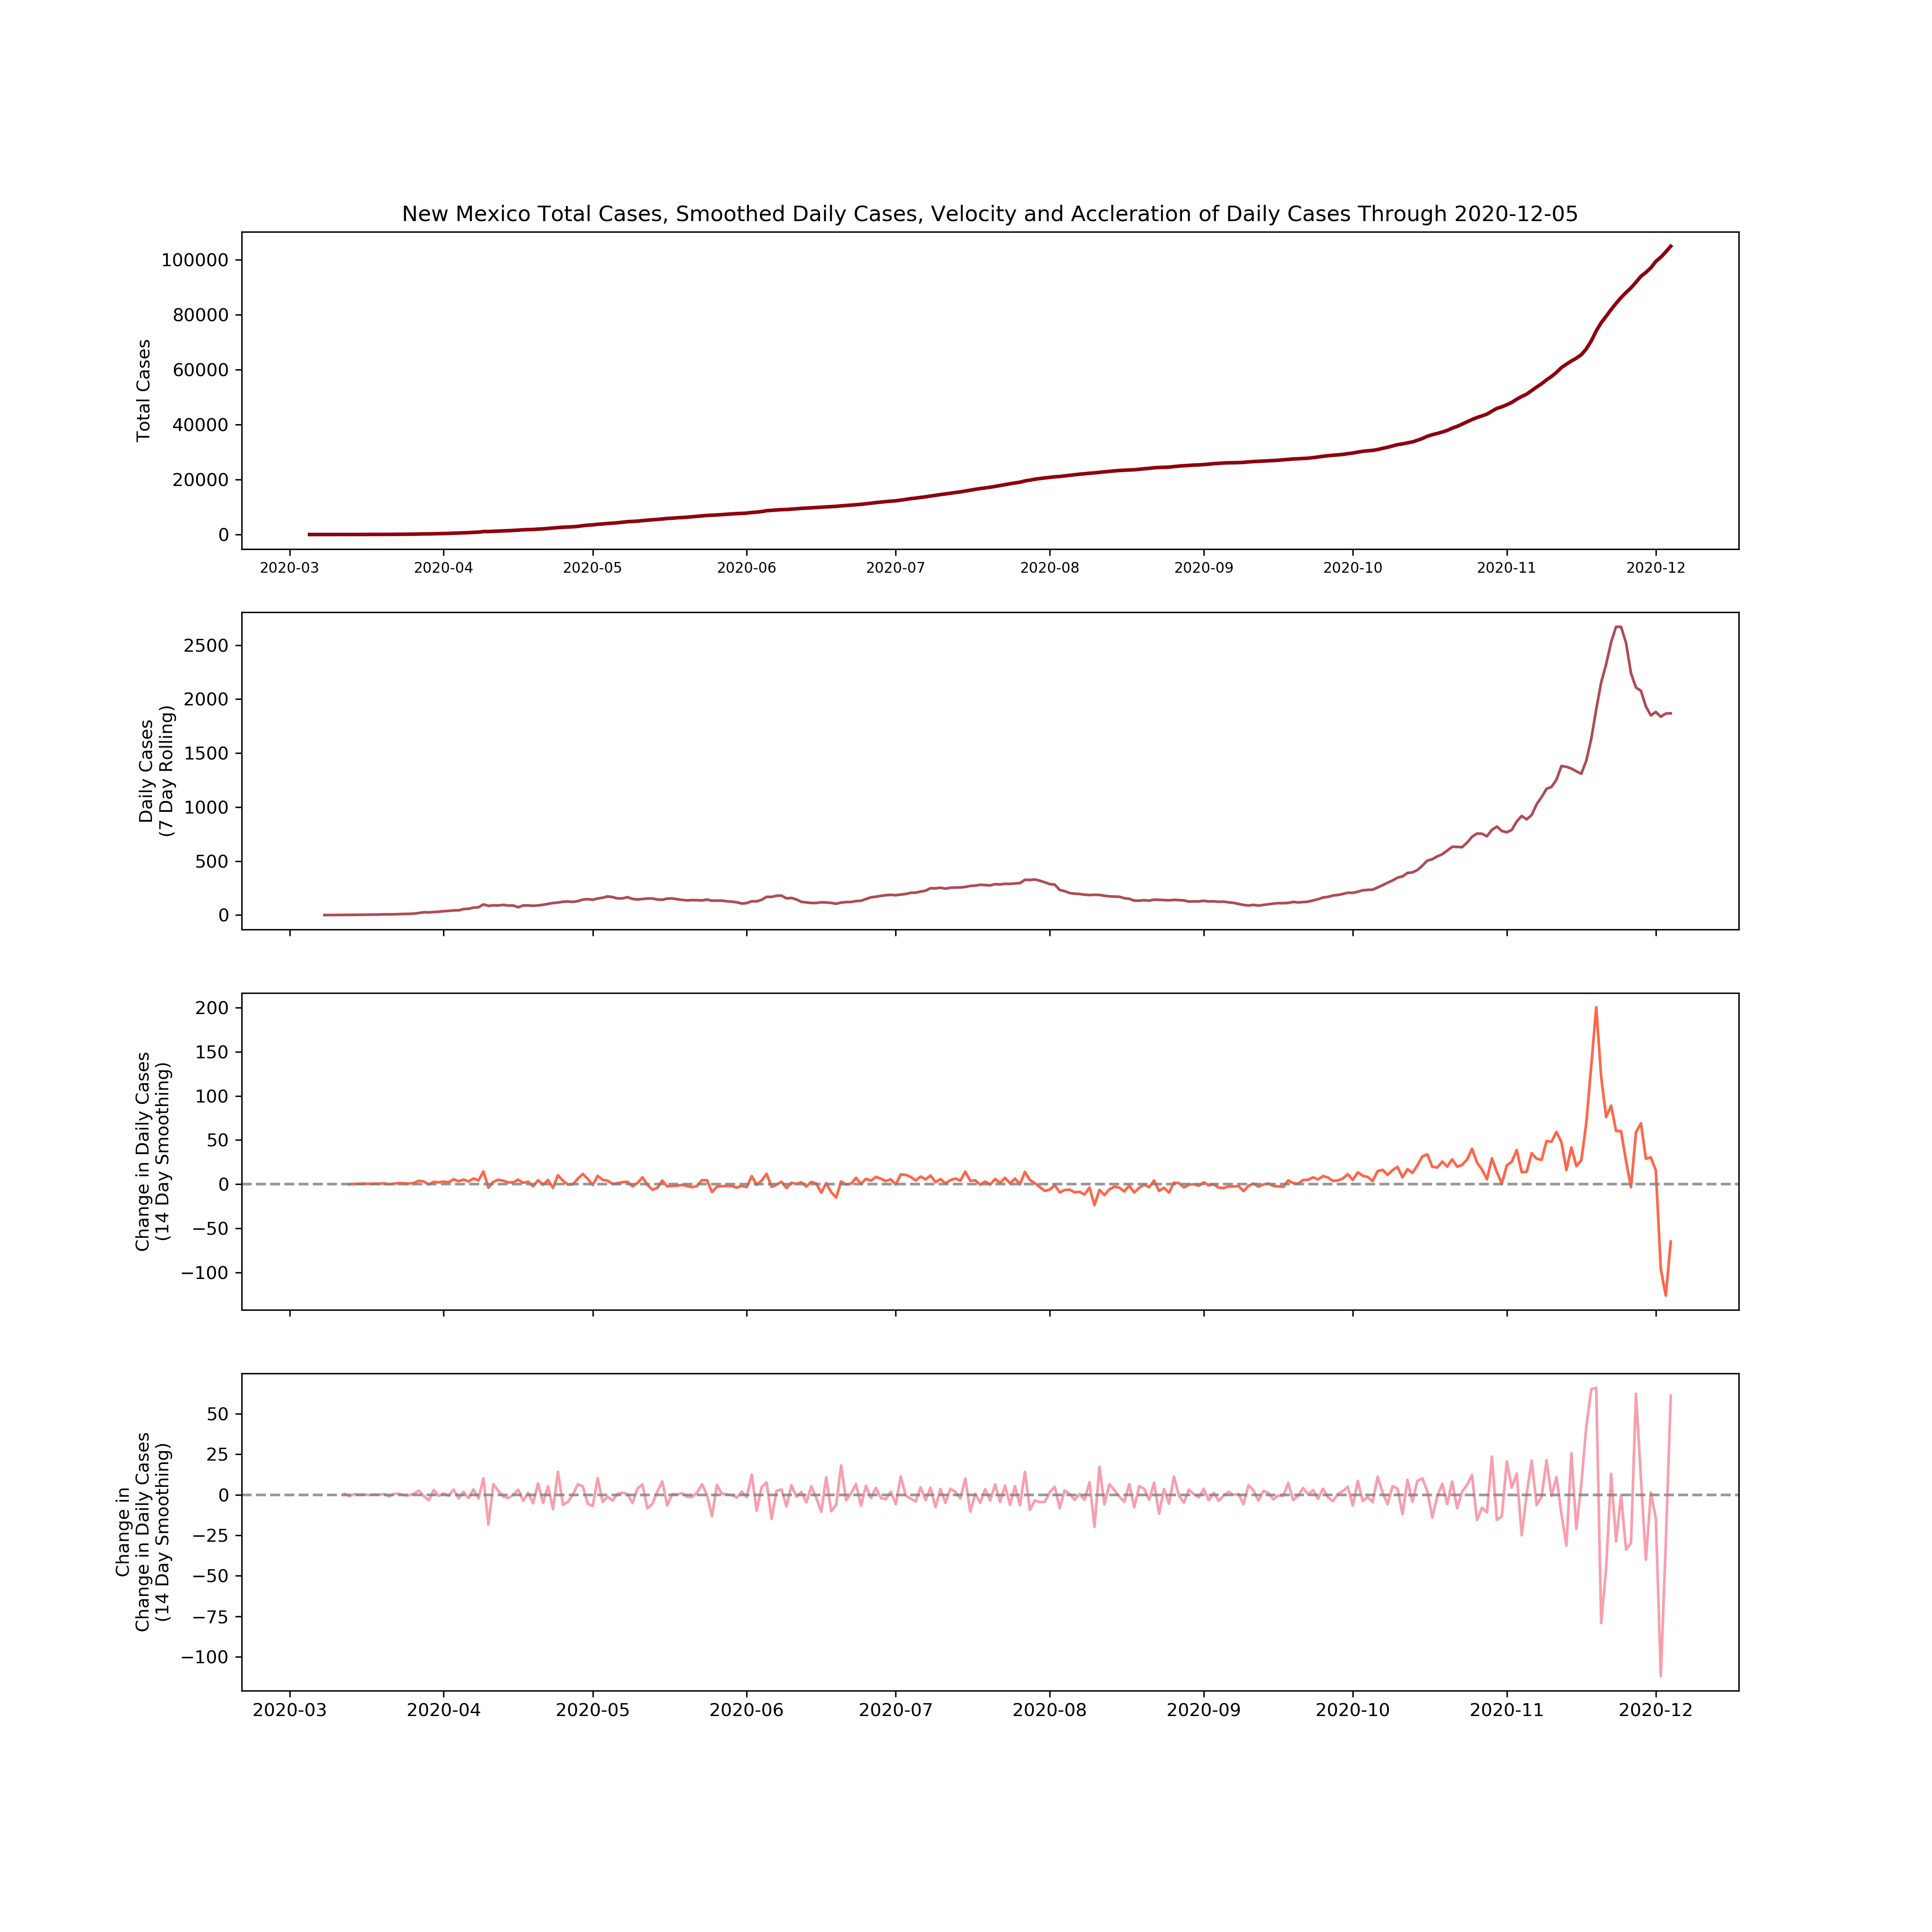 New Mexico Total Cases, Smoothed Daily Cases, Velocity and Accleration of Daily Cases Through 2020-12-05
Total Cases
100000
80000
60000
40000
20000
0
2020-03 2020-04 2020-05 2020-06 2020-07 2020-08 2020-09 2020-10 2020-11 2020-12
Daily Cases
(7 Day Rolling)
2500
2000
1500
1000
500
0
Change in Daily Cases
(14 Day Smoothing)
200
150
100
50
0
−50
−100
Change in
Change in Daily Cases
(14 Day Smoothing)
50
25
0
−25
−50
−75
−100
2020-03 2020-04 2020-05 2020-06 2020-07 2020-08 2020-09 2020-10 2020-11 2020-12